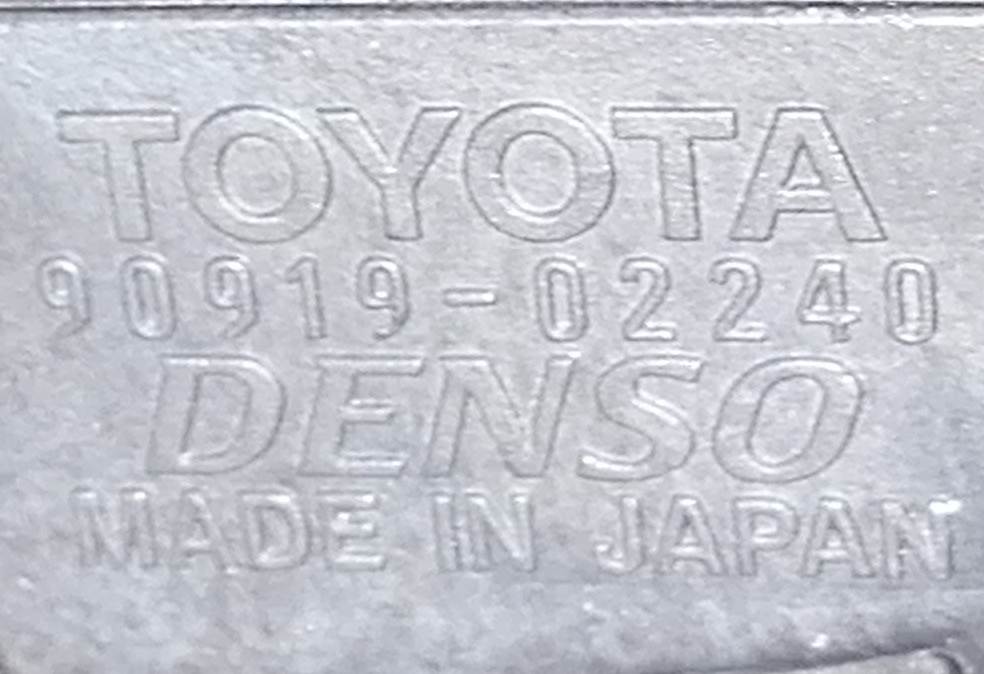 TOYOTA
90919-02240
DENSO
MADE IN JAPAN